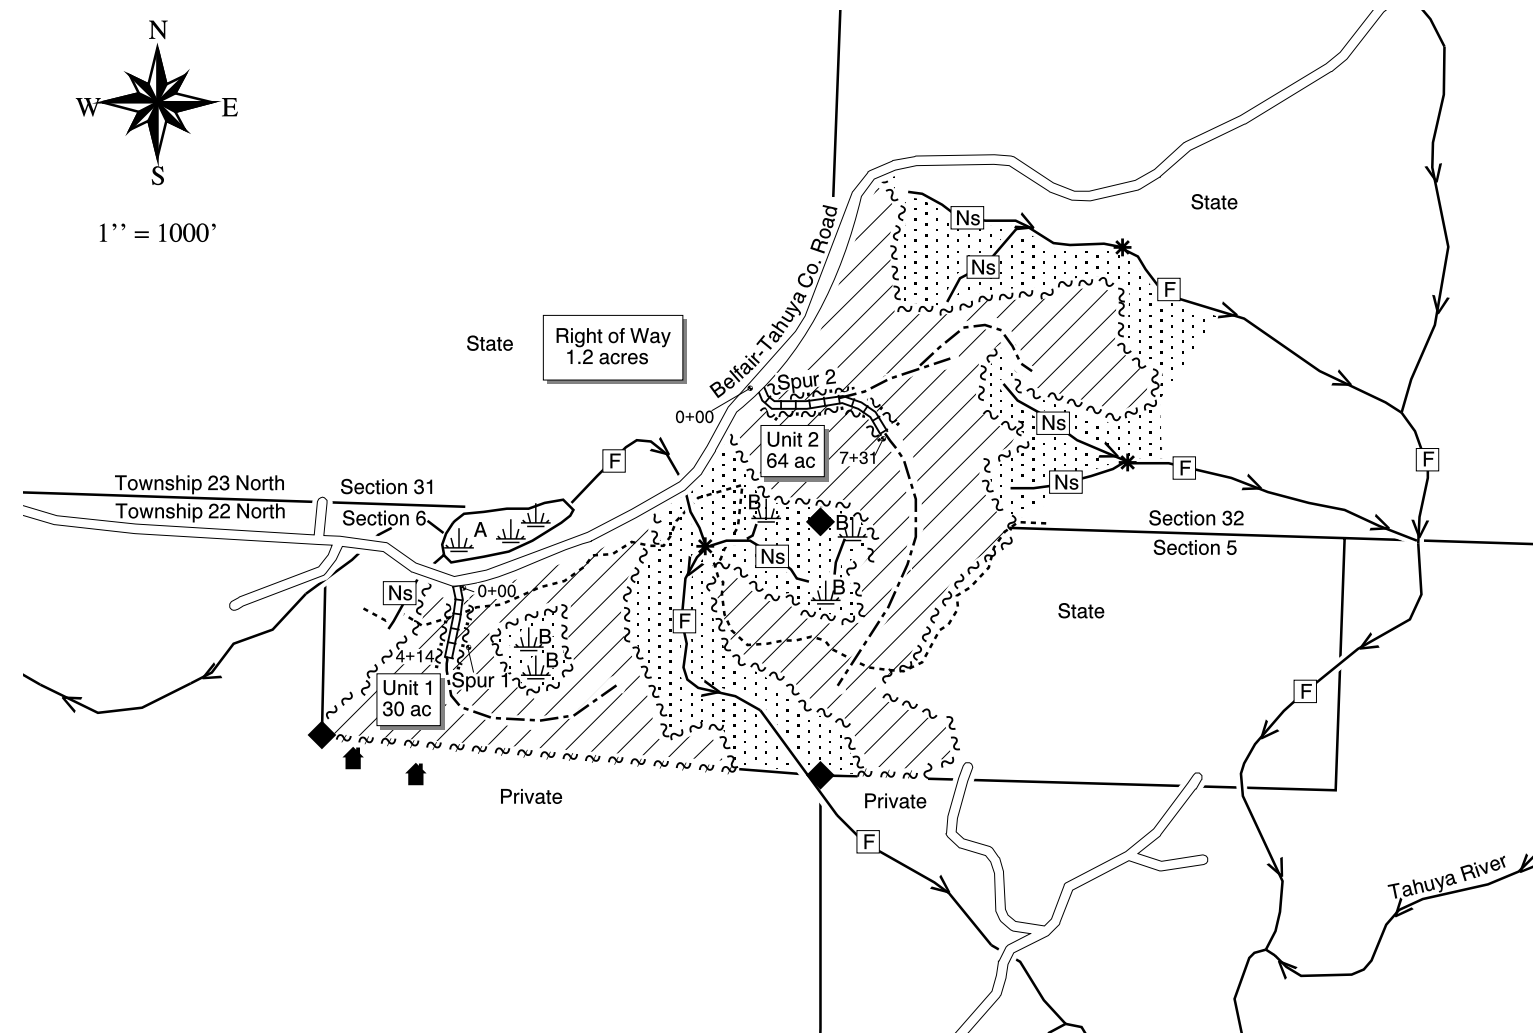 N
W
E
S
1’’ = 1000’
State
Belfair-Tahuya Co. Road
Ns
Ns
F
State
Right of Way
1.2 acres
Spur 2
0+00
Unit 2
64 ac
7+31
Ns
Ns
F
F
F
Township 23 North
Section 31
Township 22 North
Section 6
A
B
B
B
Ns
Section 32
Section 5
Ns
0+00
F
State
B
B
4+14
Spur 1
Unit 1
30 ac
F
Private
Private
F
Tahuya River